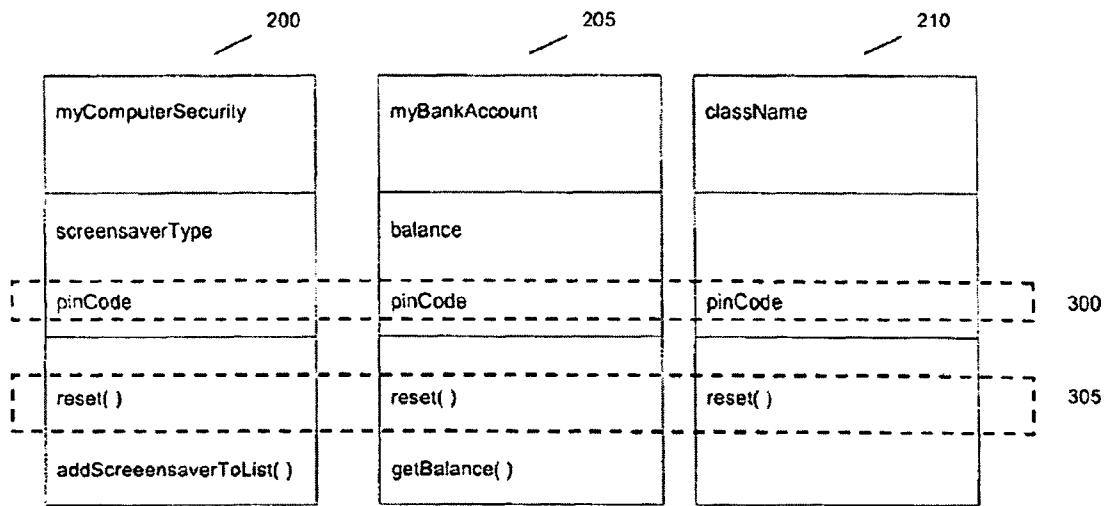 200 205 210
myComputerSecurity myBankAccount className
screensaverType balance
pinCode pinCode pinCode 300
reset( ) reset( ) reset( ) 305
addScreeensaverToList( ) getBalance( )